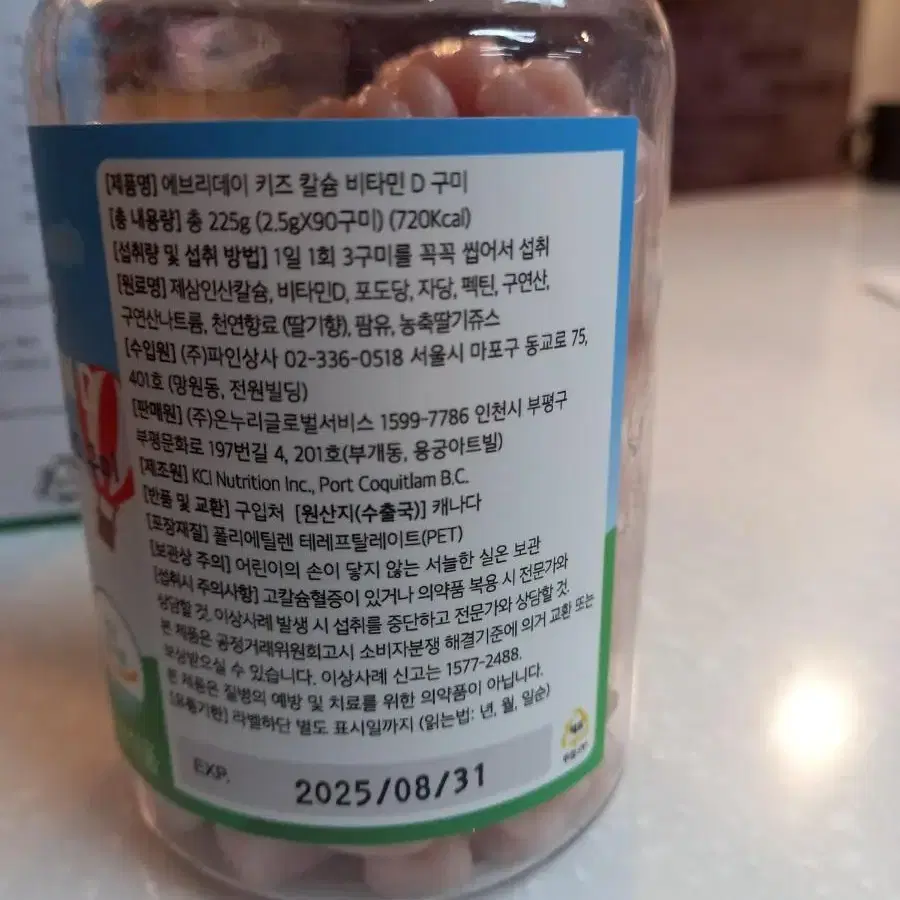 [제품명] 에브리데이 키즈 칼슘 비타민 D 구미
[총 내용량] 총 225g (2.5gX90구미) (720Kcal)
[섭취량 및 섭취 방법] 1일 1회 3구미를 꼭꼭 씹어서 섭취
[원료명] 제삼인산칼슘, 비타민D, 포도당, 자당, 펙틴, 구연산,
구연산나트륨, 천연향료 (딸기향), 팜유, 농축딸기쥬스
[수입원] (주)파인상사 02-336-0518 서울시 마포구 동교로 75,
401호 (망원동, 전원빌딩)
[판매원] (주)온누리글로벌서비스 1599-7786 인천시 부평구
부평문화로 197번길 4, 201호(부개동, 용궁아트빌)
[제조원] KCI Nutrition Inc., Port Coquitlam B.C.
[반품 및 교환] 구입처 [원산지(수출국)] 캐나다
[포장재질] 폴리에틸렌 테레프탈레이트(PET)
[보관상 주의] 어린이의 손이 닿지 않는 서늘한 실온 보관
[섭취시 주의사항] 고칼슘혈증이 있거나 의약품 복용 시 전문가와
상담할 것. 이상사례 발생 시 섭취를 중단하고 전문가와 상담할 것.
본 제품은 공정거래위원회고시 소비자분쟁 해결기준에 의거 교환 또는
보상받으실 수 있습니다. 이상사례 신고는 1577-2488.
본 제품은 질병의 예방 및 치료를 위한 의약품이 아닙니다.
[유통기한] 라벨하단 별도 표시일까지 (읽는법: 년, 월, 일순)
EXP.
2025/08/31